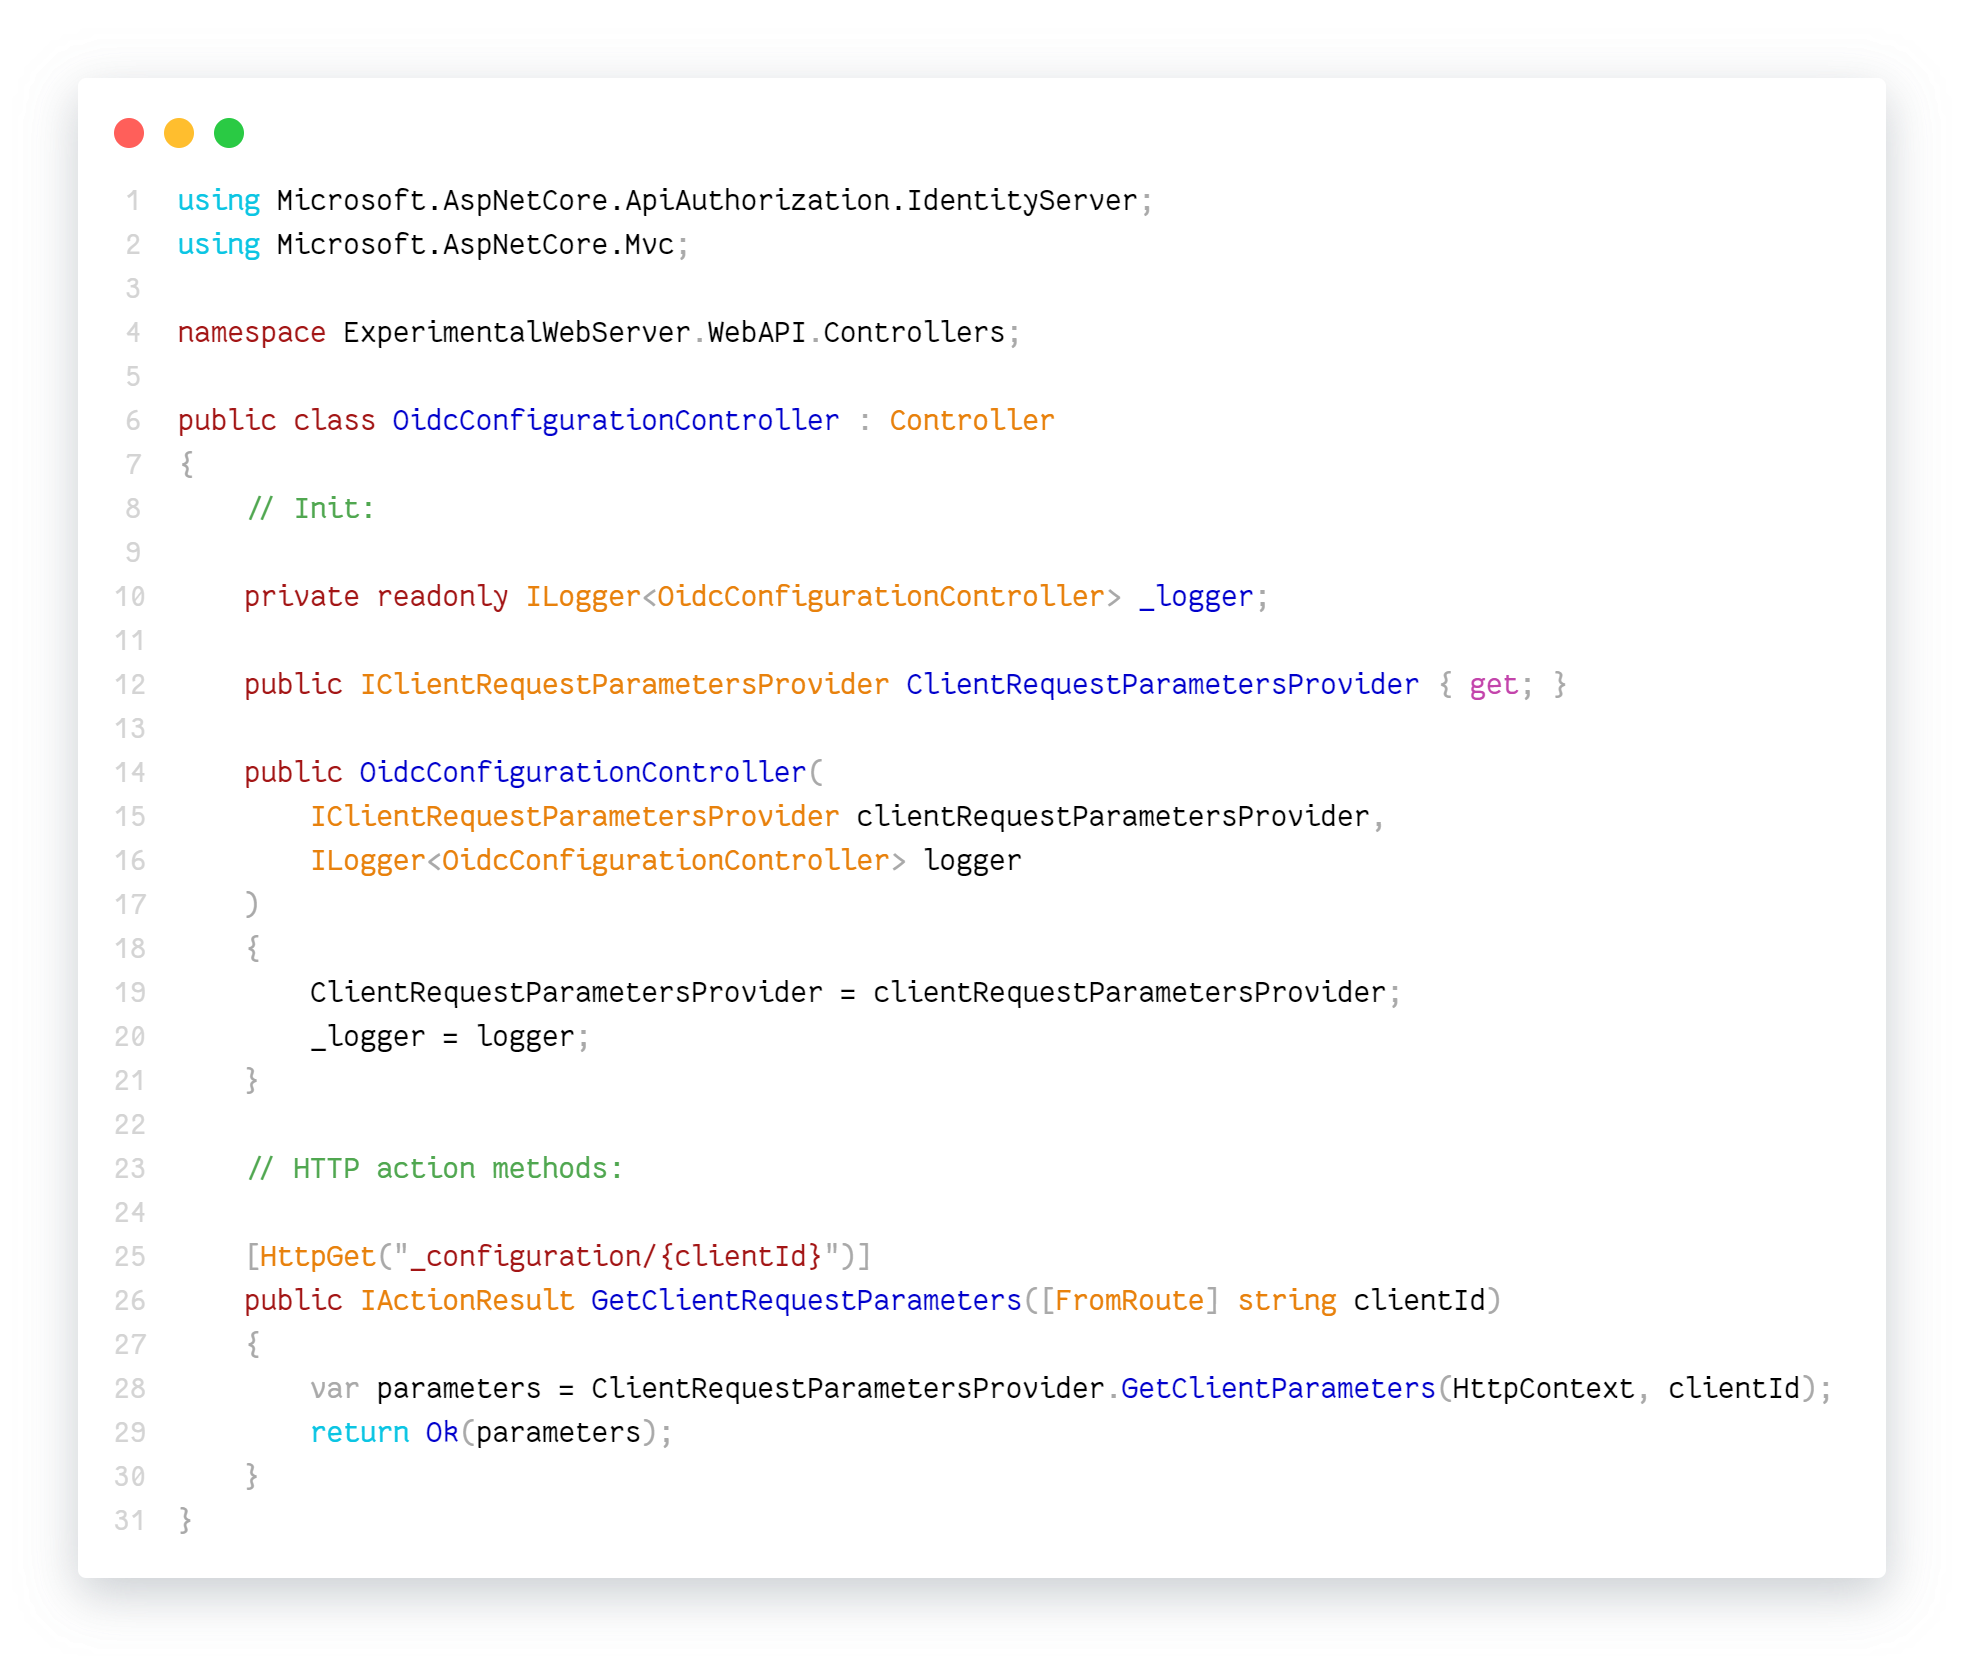 1 using Microsoft.AspNetCore.ApiAuthorization.IdentityServer;
2 using Microsoft.AspNetCore.Mvc;
3
4 namespace ExperimentalWebServer.WebAPI.Controllers;
5
6 public class OidcConfigurationController : Controller
7 {
8     // Init:
9
10     private readonly ILogger<OidcConfigurationController> _logger;
11
12     public IClientRequestParametersProvider ClientRequestParametersProvider { get; }
13
14     public OidcConfigurationController(
15         IClientRequestParametersProvider clientRequestParametersProvider,
16         ILogger<OidcConfigurationController> logger
17     )
18     {
19         ClientRequestParametersProvider = clientRequestParametersProvider;
20         _logger = logger;
21     }
22
23     // HTTP action methods:
24
25     [HttpGet("_configuration/{clientId}")]
26     public IActionResult GetClientRequestParameters([FromRoute] string clientId)
27     {
28         var parameters = ClientRequestParametersProvider.GetClientParameters(HttpContext, clientId);
29         return Ok(parameters);
30     }
31 }